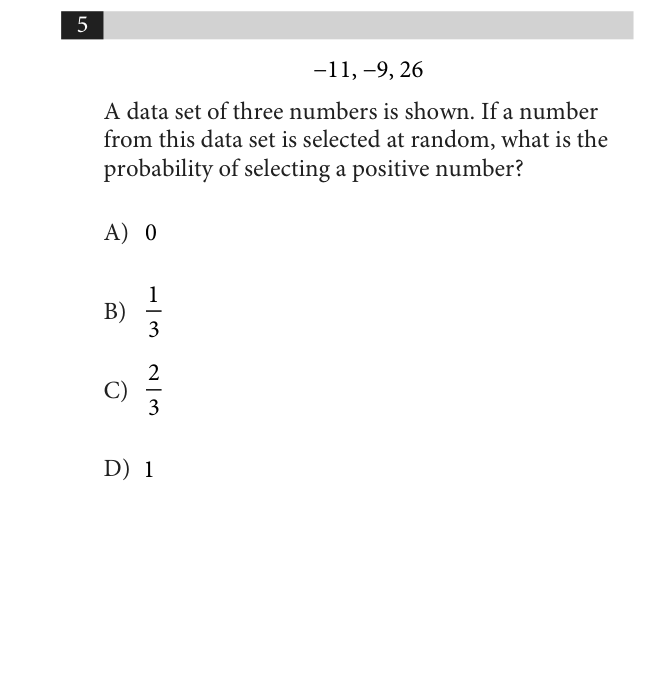 5
−11, −9, 26
A data set of three numbers is shown. If a number
from this data set is selected at random, what is the
probability of selecting a positive number?
A) 0
B) 1/3
C) 2/3
D) 1